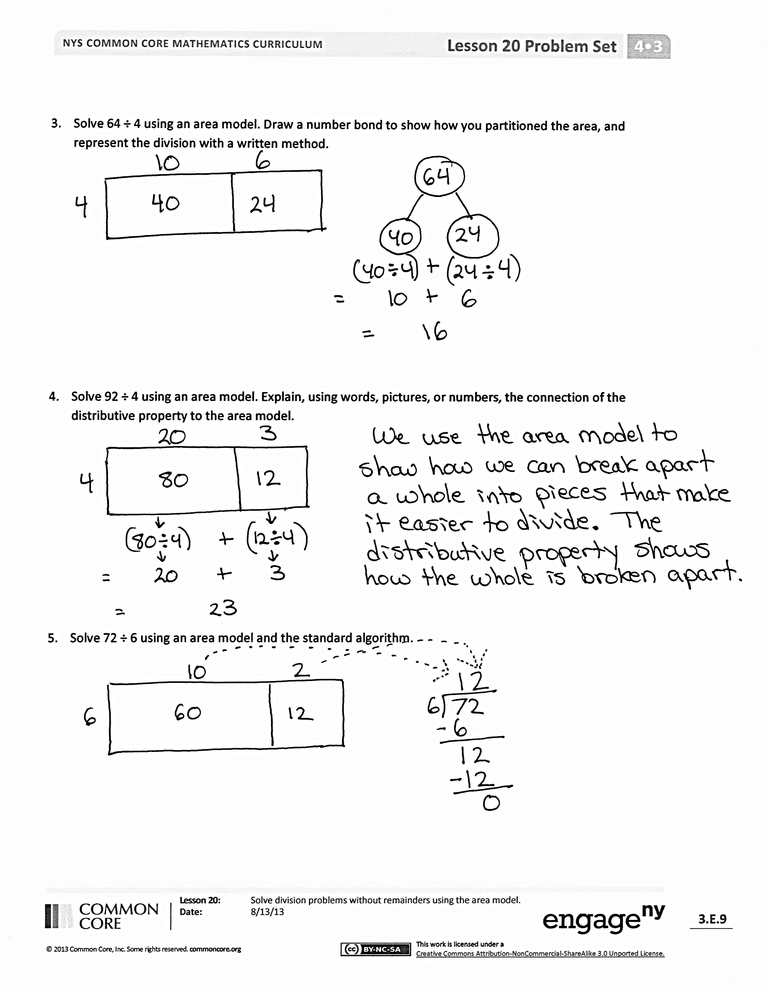 NYS COMMON CORE MATHEMATICS CURRICULUM
Lesson 20 Problem Set 4•3
3. Solve 64 ÷ 4 using an area model. Draw a number bond to show how you partitioned the area, and
represent the division with a written method.
10 6
4 40 24
64
40 24
(40÷4) + (24÷4)
= 10 + 6
= 16
4. Solve 92 ÷ 4 using an area model. Explain, using words, pictures, or numbers, the connection of the
distributive property to the area model.
20 3
4 80 12
(80÷4) + (12÷4)
= 20 + 3
= 23
We use the area model to
show how we can break apart
a whole into pieces that make
it easier to divide. The
distributive property shows
how the whole is broken apart.
5. Solve 72 ÷ 6 using an area model and the standard algorithm.
10 2
6 60 12
12
6)72
-6
12
-12
0
COMMON
CORE
Lesson 20: Solve division problems without remainders using the area model.
Date: 8/13/13
engageny
3.E.9
© 2013 Common Core, Inc. Some rights reserved. commoncore.org
(cc) BY-NC-SA
This work is licensed under a
Creative Commons Attribution-NonCommercial-ShareAlike 3.0 Unported License.